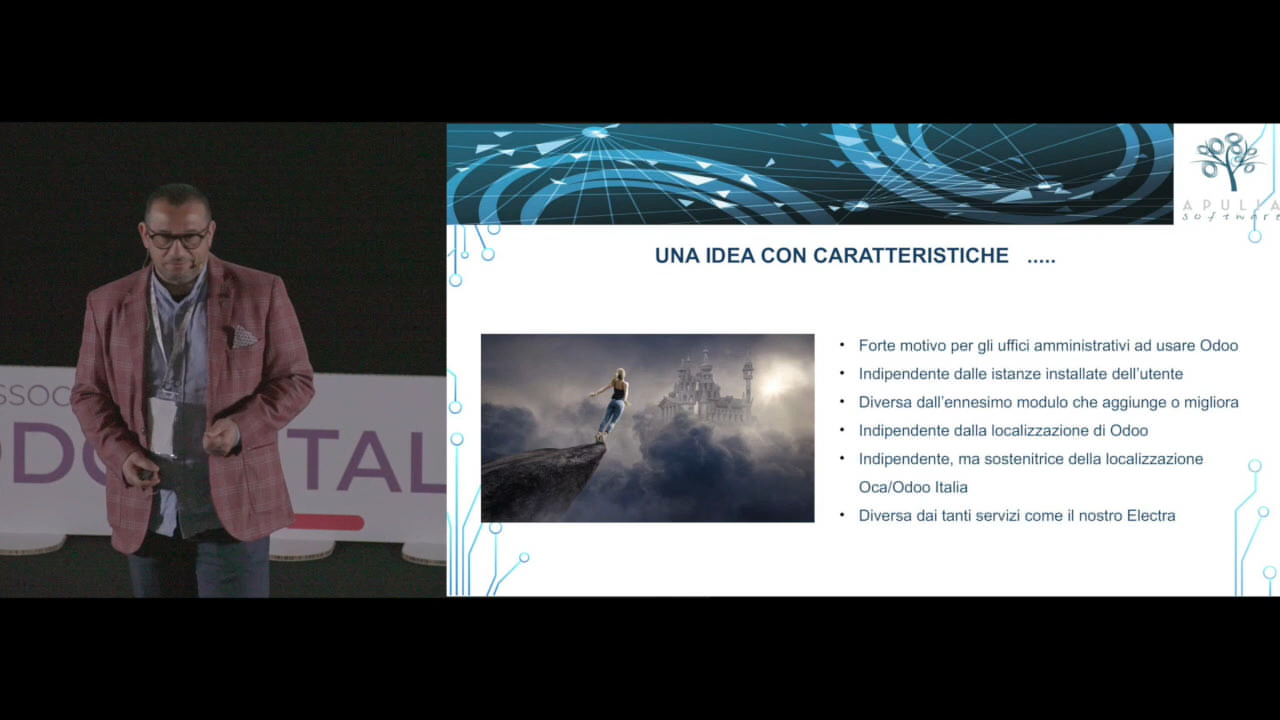 ASSOC
ODO ITAL
APULIA
software
UNA IDEA CON CARATTERISTICHE .....
• Forte motivo per gli uffici amministrativi ad usare Odoo
• Indipendente dalle istanze installate dell'utente
• Diversa dall'ennesimo modulo che aggiunge o migliora
• Indipendente dalla localizzazione di Odoo
• Indipendente, ma sostenitrice della localizzazione
Oca/Odoo Italia
• Diversa dai tanti servizi come il nostro Electra